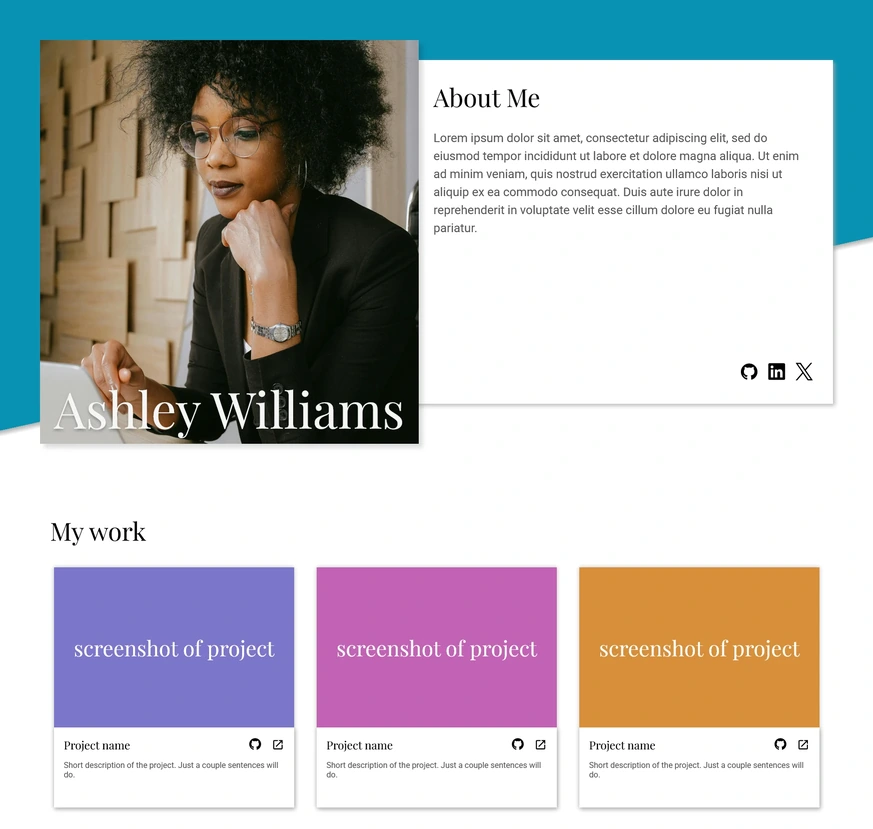 About Me
Lorem ipsum dolor sit amet, consectetur adipiscing elit, sed do
eiusmod tempor incididunt ut labore et dolore magna aliqua. Ut enim
ad minim veniam, quis nostrud exercitation ullamco laboris nisi ut
aliquip ex ea commodo consequat. Duis aute irure dolor in
reprehenderit in voluptate velit esse cillum dolore eu fugiat nulla
pariatur.
Ashley Williams
My work
screenshot of project
Project name
Short description of the project. Just a couple sentences will
do.
screenshot of project
Project name
Short description of the project. Just a couple sentences will
do.
screenshot of project
Project name
Short description of the project. Just a couple sentences will
do.